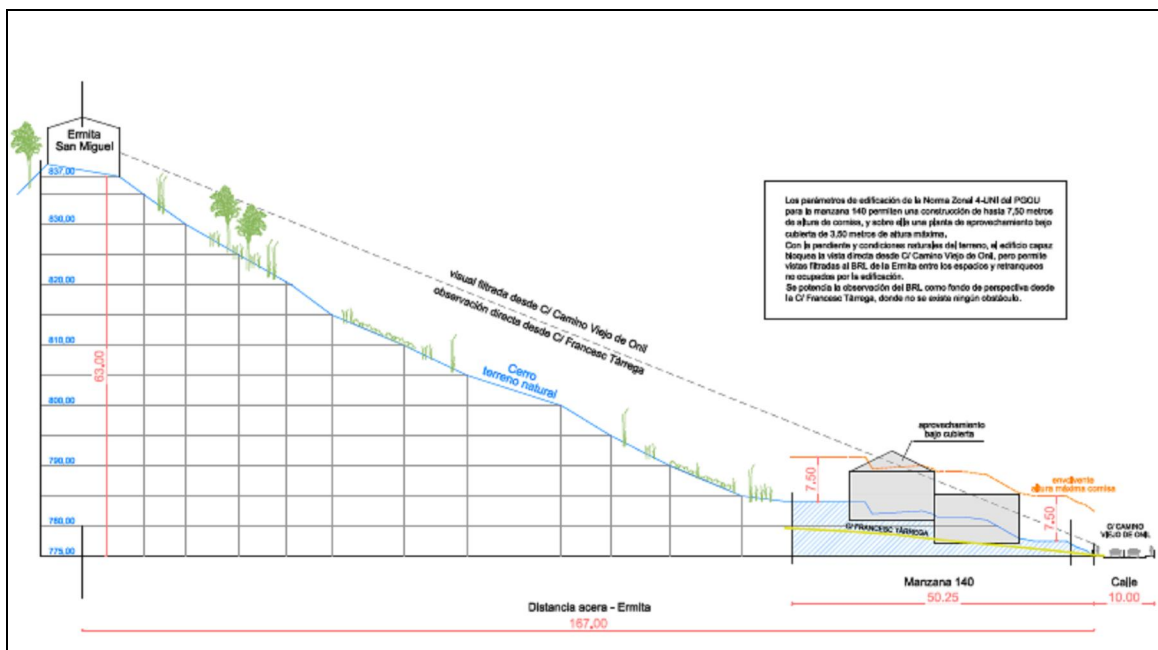 Ermita
San Miguel
837,00
830,00
820,00
810,00
800,00
790,00
780,00
775,00
63,00
visual filtrada desde C/ Camino Viejo de Onil
observación directa desde C/ Francesc Tàrrega
Cerro
terreno natural
Los parámetros de edificación de la Norma Zonal 4-UNI del PGOU
para la manzana 140 permiten una construcción de hasta 7,50 metros
de altura de cornisa, y sobre ella una planta de aprovechamiento bajo
cubierta de 3,50 metros de altura máxima.
Con la pendiente y condiciones naturales del terreno, el edificio capaz
bloquea la vista directa desde C/ Camino Viejo de Onil, pero permite
vistas filtradas al BRL de la Ermita entre los espacios y retranqueos
no ocupados por la edificación.
Se potencia la observación del BRL como fondo de perspectiva desde
la C/ Francesc Tàrrega, donde no se existe ningún obstáculo.
aprovechamiento
bajo cubierta
7.50
envolvente
altura máxima cornisa
7.50
C/ FRANCESC TÀRREGA
C/ CAMINO
VIEJO DE ONIL
Manzana 140
Calle
50.25
10.00
Distancia acera - Ermita
167,00